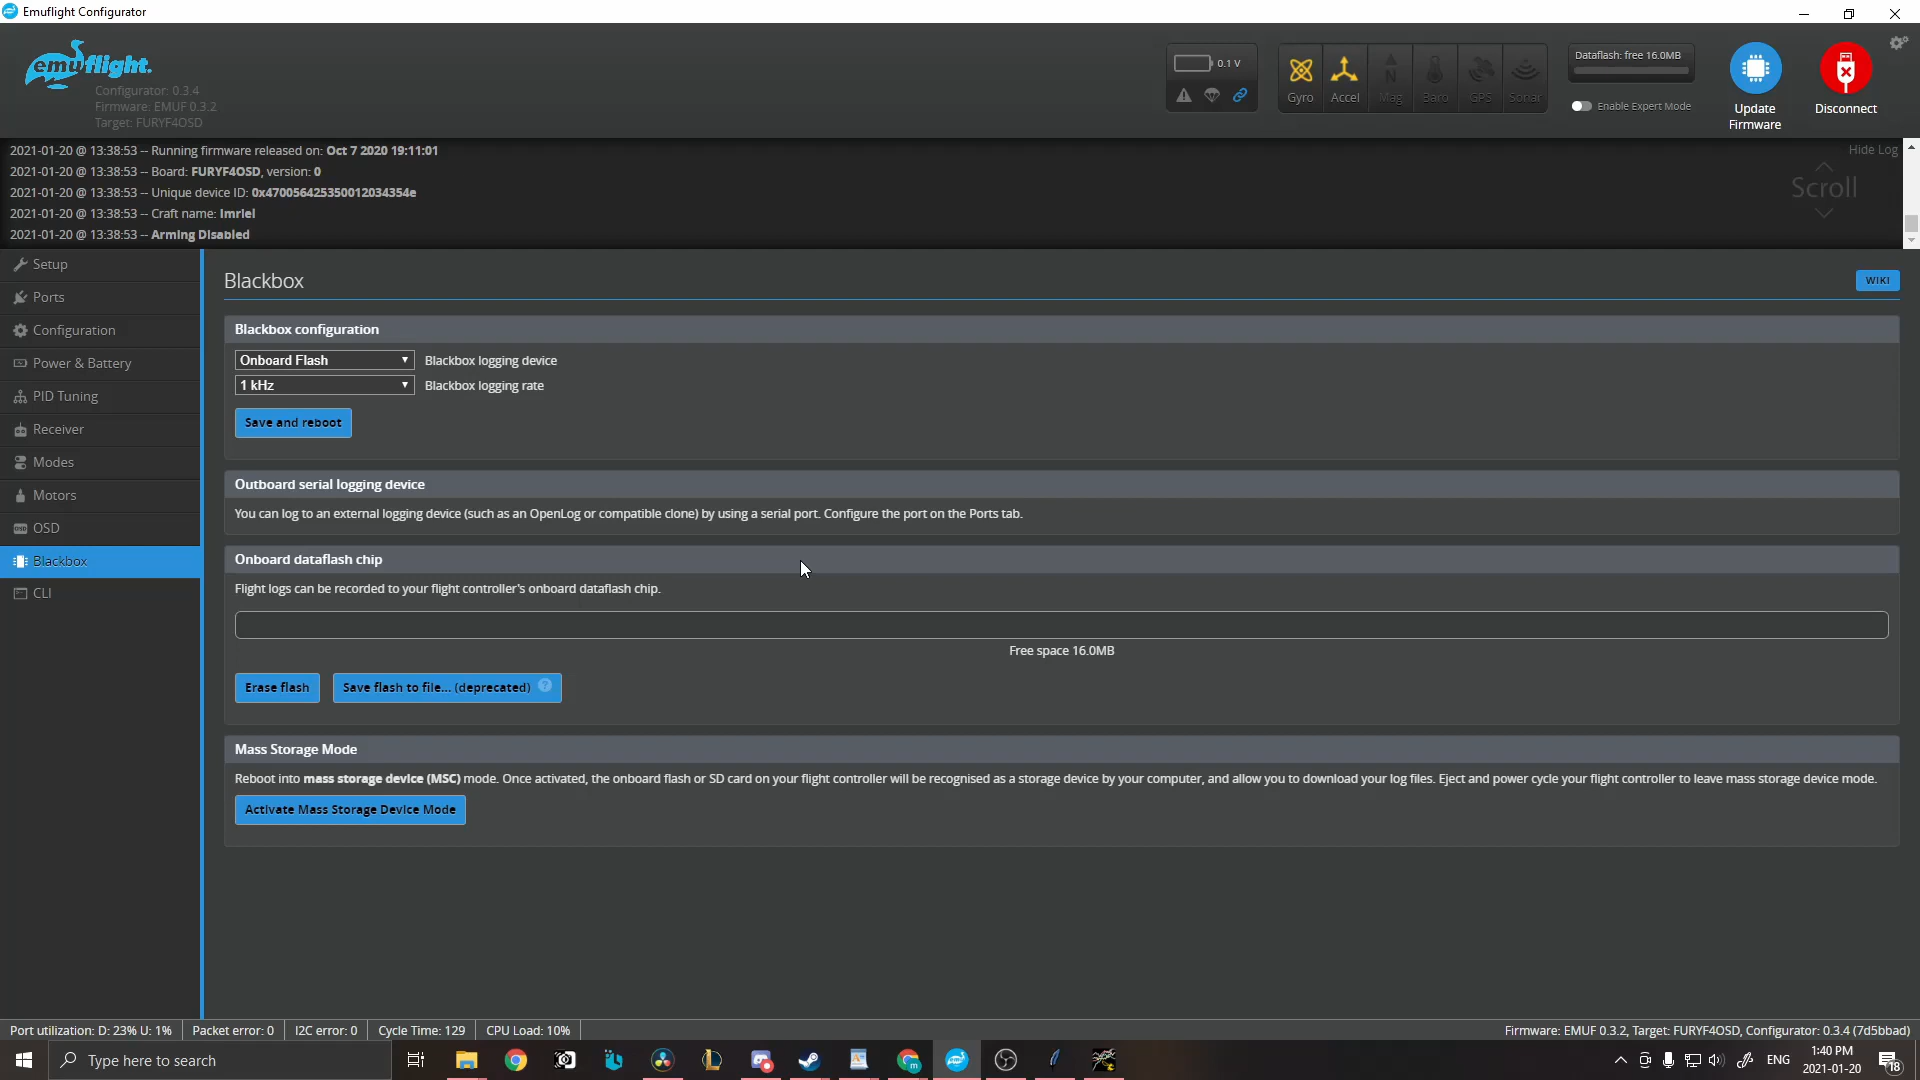 Emuflight Configurator
emuflight.
Configurator: 0.3.4
Firmware: EMUF 0.3.2
Target: FURYF4OSD
0.1 V
Gyro
Accel
Mag
Baro
GPS
Sonar
Dataflash: free 16.0MB
Enable Expert Mode
Update
Firmware
Disconnect
2021-01-20 @ 13:38:53 -- Running firmware released on: Oct 7 2020 19:11:01
2021-01-20 @ 13:38:53 -- Board: FURYF4OSD, version: 0
2021-01-20 @ 13:38:53 -- Unique device ID: 0x470056425350012034354e
2021-01-20 @ 13:38:53 -- Craft name: Imriel
2021-01-20 @ 13:38:53 -- Arming Disabled
Hide Log
Scroll
Setup
Ports
Configuration
Power & Battery
PID Tuning
Receiver
Modes
Motors
OSD
Blackbox
CLI
Blackbox
WIKI
Blackbox configuration
Onboard Flash
Blackbox logging device
1 kHz
Blackbox logging rate
Save and reboot
Outboard serial logging device
You can log to an external logging device (such as an OpenLog or compatible clone) by using a serial port. Configure the port on the Ports tab.
Onboard dataflash chip
Flight logs can be recorded to your flight controller's onboard dataflash chip.
Free space 16.0MB
Erase flash
Save flash to file... (deprecated) ?
Mass Storage Mode
Reboot into mass storage device (MSC) mode. Once activated, the onboard flash or SD card on your flight controller will be recognised as a storage device by your computer, and allow you to download your log files. Eject and power cycle your flight controller to leave mass storage device mode.
Activate Mass Storage Device Mode
Port utilization: D: 23% U: 1%
Packet error: 0
I2C error: 0
Cycle Time: 129
CPU Load: 10%
Firmware: EMUF 0.3.2, Target: FURYF4OSD, Configurator: 0.3.4 (7d5bbad)
Type here to search
ENG
1:40 PM
2021-01-20
18